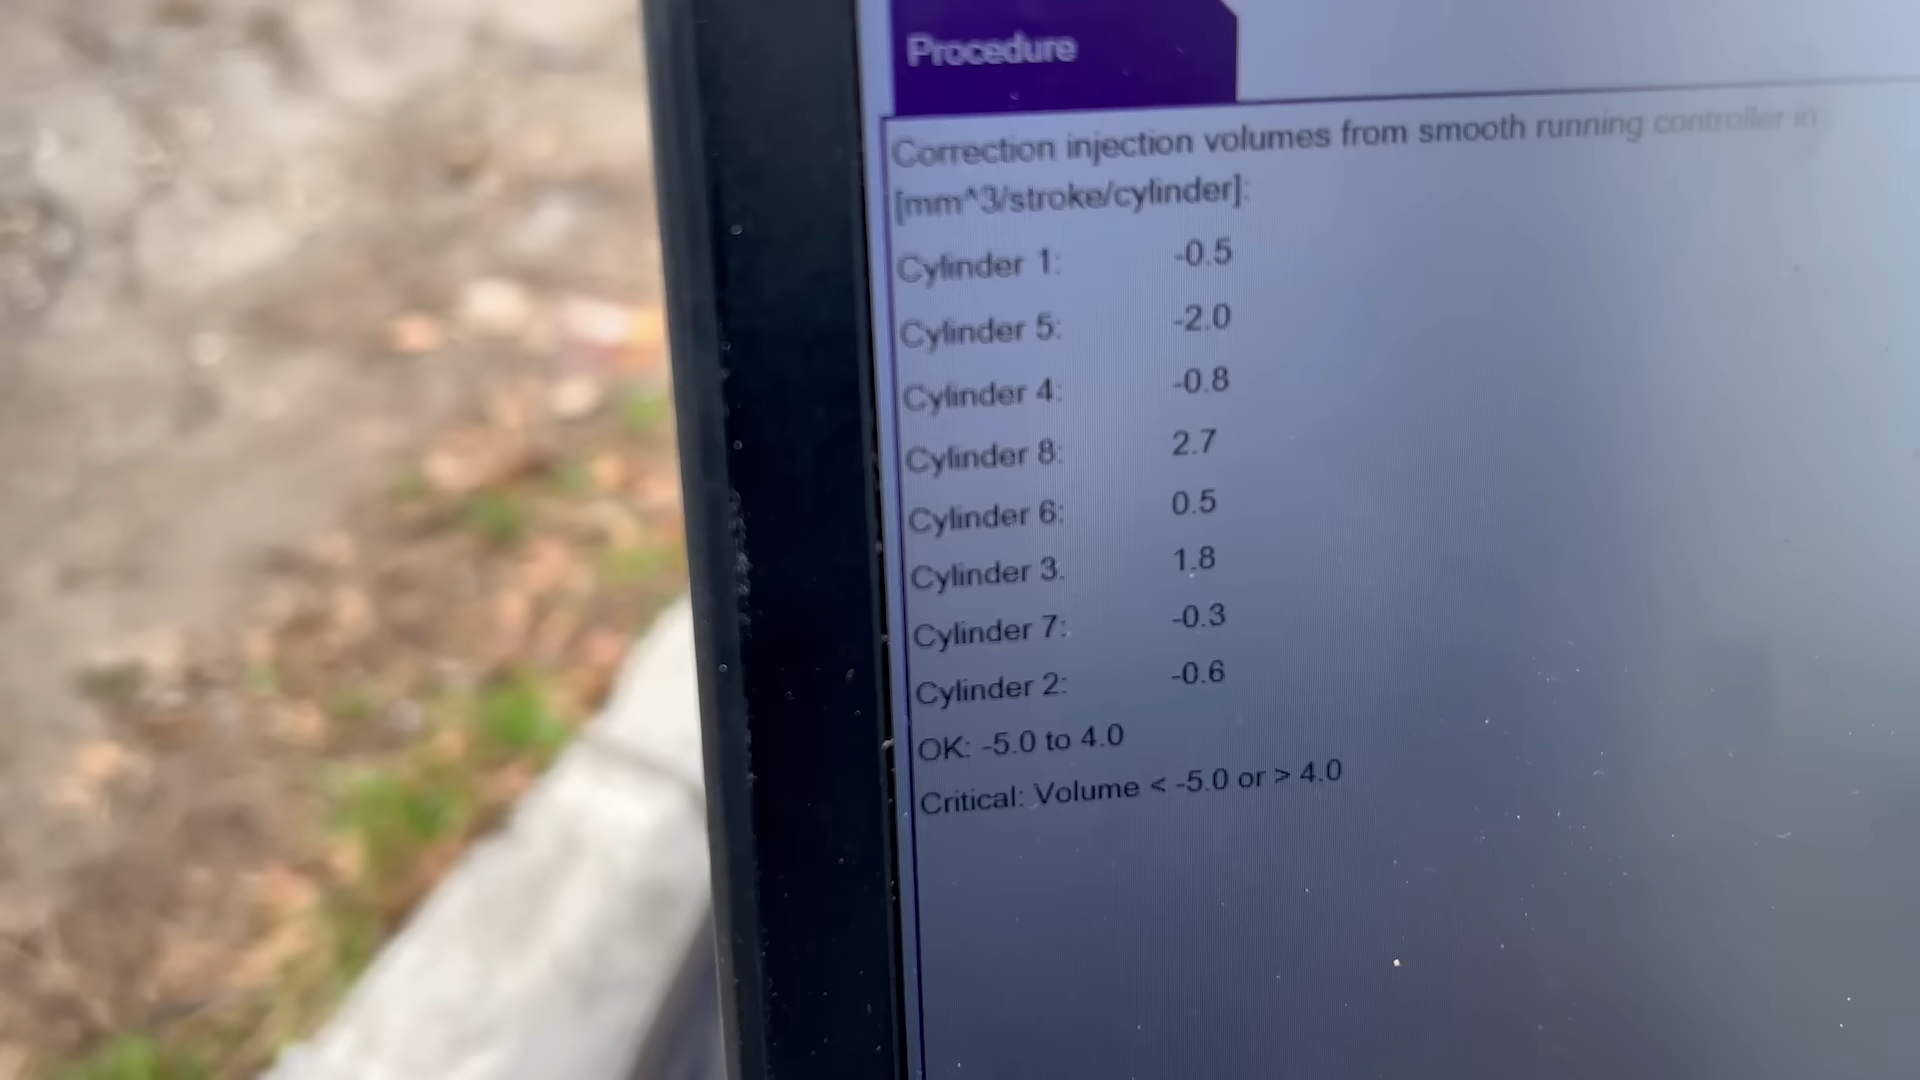 Procedure
Correction injection volumes from smooth running controller in
[mm^3/stroke/cylinder]:
Cylinder 1: -0.5
Cylinder 5: -2.0
Cylinder 4: -0.8
Cylinder 8: 2.7
Cylinder 6: 0.5
Cylinder 3. 1.8
Cylinder 7: -0.3
Cylinder 2: -0.6
OK: -5.0 to 4.0
Critical: Volume < -5.0 or > 4.0